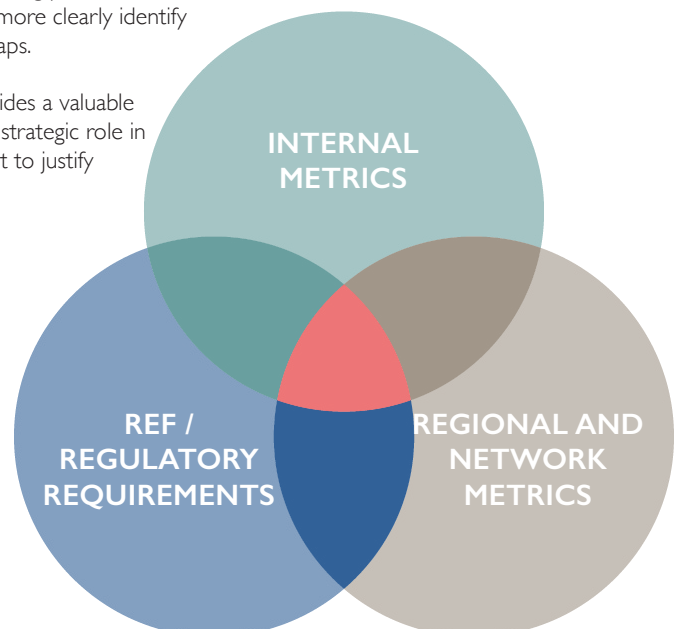 more clearly identify
aps.
ides a valuable
strategic role in
t to justify
INTERNAL
METRICS
REF /
REGULATORY
REQUIREMENTS
REGIONAL AND
NETWORK
METRICS